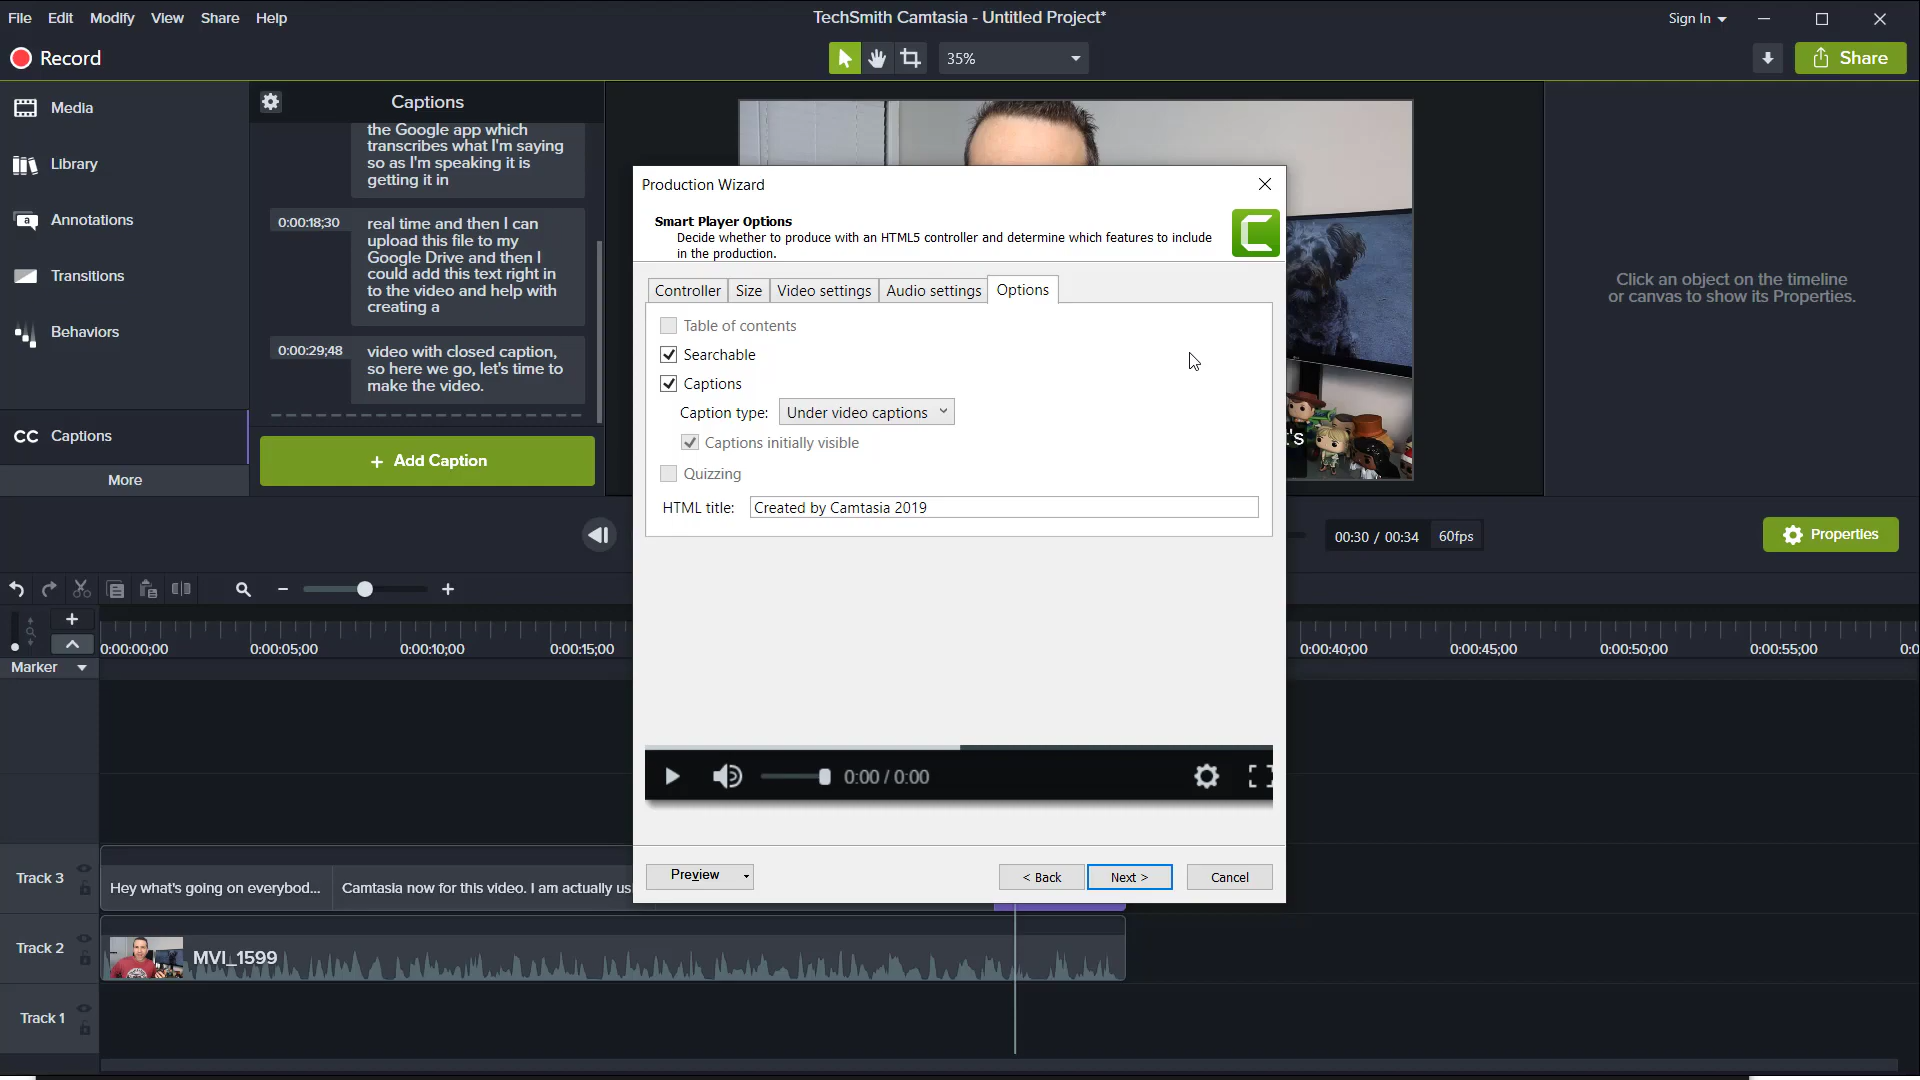 File Edit Modify View Share Help
TechSmith Camtasia - Untitled Project*
Sign In
Record
35%
Share
Media
Library
Annotations
Transitions
Behaviors
CC Captions
More
Captions
the Google app which
transcribes what I'm saying
so as I'm speaking it is
getting it in
0:00:18;30
real time and then I can
upload this file to my
Google Drive and then I
could add this text right in
to the video and help with
creating a
0:00:29;48
video with closed caption,
so here we go, let's time to
make the video.
+ Add Caption
Production Wizard
Smart Player Options
Decide whether to produce with an HTML5 controller and determine which features to include
in the production.
Controller Size Video settings Audio settings Options
Table of contents
Searchable
Captions
Caption type: Under video captions
Captions initially visible
Quizzing
HTML title: Created by Camtasia 2019
0:00 / 0:00
Preview < Back Next > Cancel
't's
Click an object on the timeline
or canvas to show its Properties.
00:30 / 00:34 60fps
Properties
0:00:00;00 0:00:05;00 0:00:10;00 0:00:15;00 0:00:40;00 0:00:45;00 0:00:50;00 0:00:55;00 0:0
Marker
Track 3
Hey what's going on everybod... Camtasia now for this video. I am actually us
Track 2
MVI_1599
Track 1